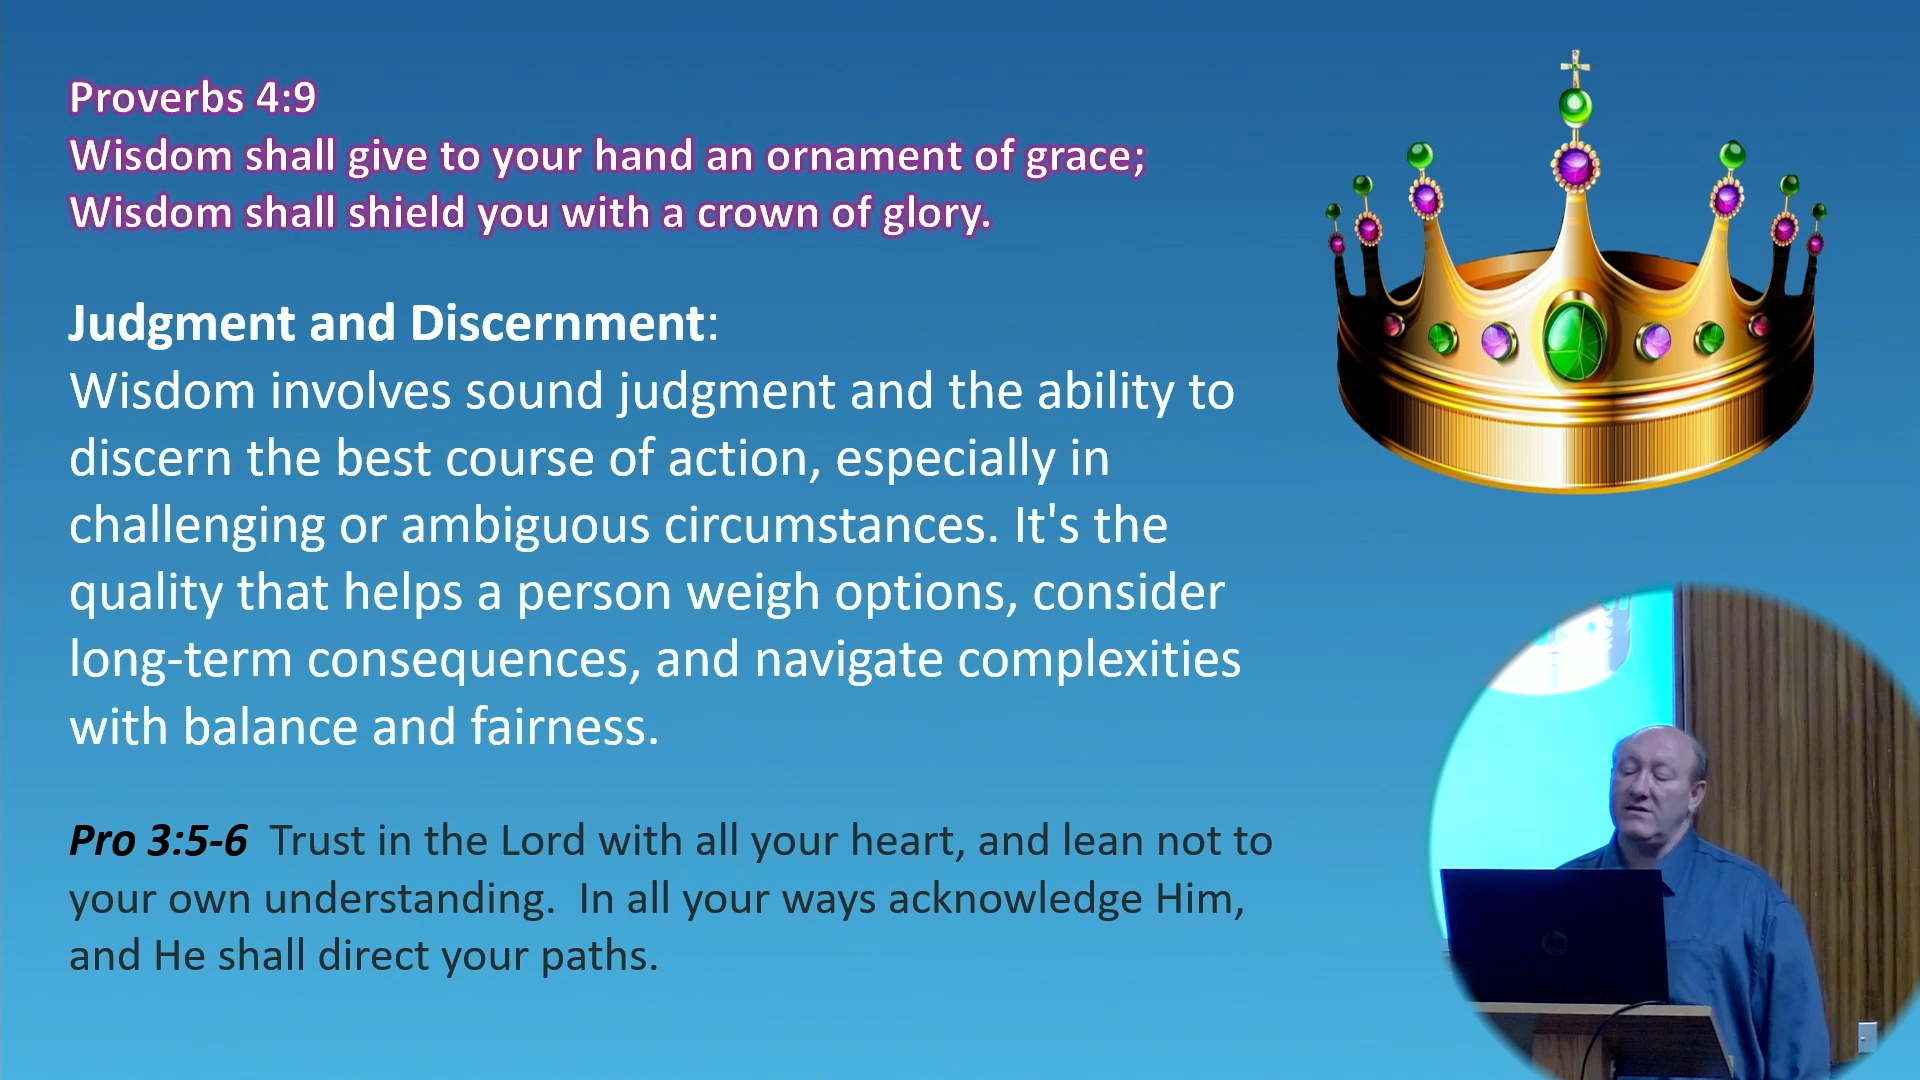 Proverbs 4:9
Wisdom shall give to your hand an ornament of grace;
Wisdom shall shield you with a crown of glory.
Judgment and Discernment:
Wisdom involves sound judgment and the ability to
discern the best course of action, especially in
challenging or ambiguous circumstances. It's the
quality that helps a person weigh options, consider
long-term consequences, and navigate complexities
with balance and fairness.
Pro 3:5-6 Trust in the Lord with all your heart, and lean not to
your own understanding. In all your ways acknowledge Him,
and He shall direct your paths.